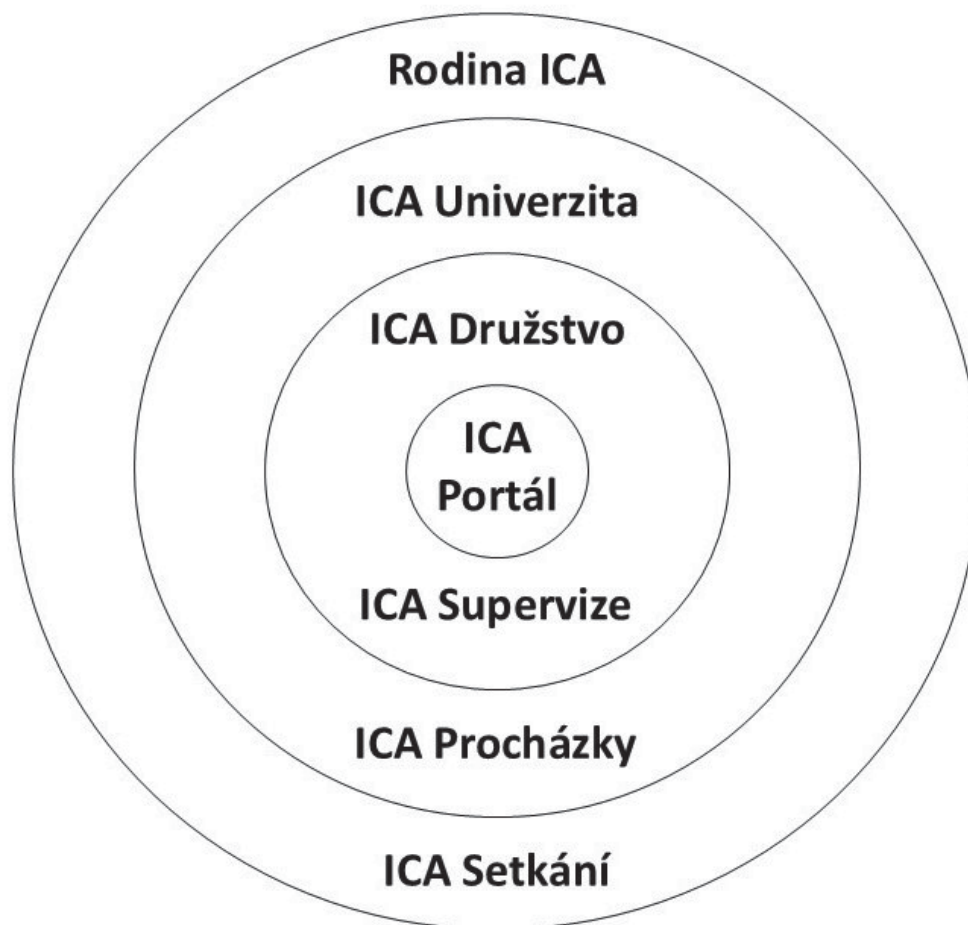 Rodina ICA
ICA Univerzita
ICA Družstvo
ICA
Portál
ICA Supervize
ICA Procházky
ICA Setkání